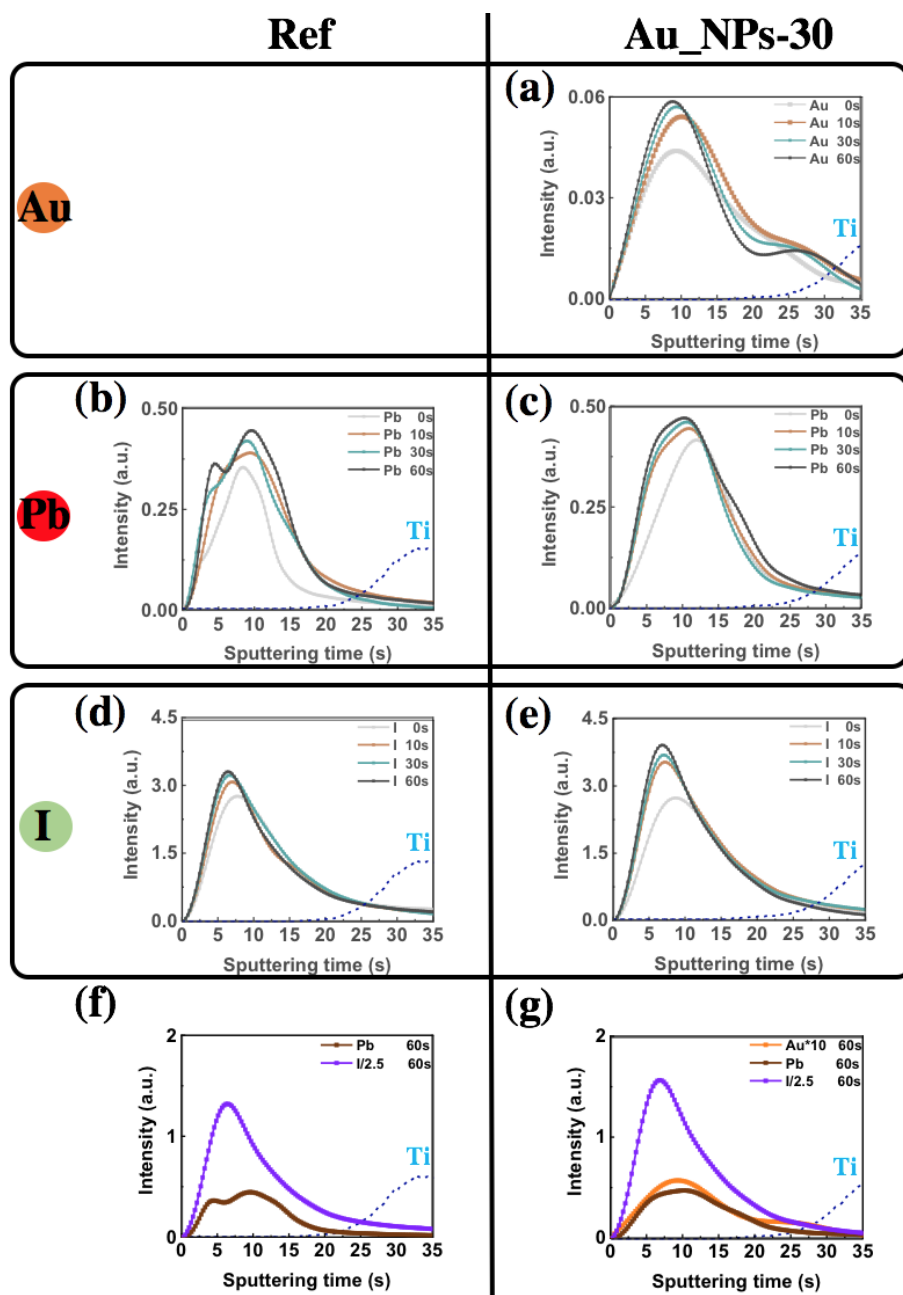 Ref
Au_NPs-30
Au
(a)
Intensity (a.u.)
0.06
0.03
0.00
Au 0s
Au 10s
Au 30s
Au 60s
Ti
0 5 10 15 20 25 30 35
Sputtering time (s)
Pb
(b)
Intensity (a.u.)
0.50
0.25
0.00
Pb 0s
Pb 10s
Pb 30s
Pb 60s
Ti
0 5 10 15 20 25 30 35
Sputtering time (s)
(c)
Intensity (a.u.)
0.50
0.25
0.00
Pb 0s
Pb 10s
Pb 30s
Pb 60s
Ti
0 5 10 15 20 25 30 35
Sputtering time (s)
I
(d)
Intensity (a.u.)
4.5
3.0
1.5
0.0
I 0s
I 10s
I 30s
I 60s
Ti
0 5 10 15 20 25 30 35
Sputtering time (s)
(e)
Intensity (a.u.)
4.5
3.0
1.5
0.0
I 0s
I 10s
I 30s
I 60s
Ti
0 5 10 15 20 25 30 35
Sputtering time (s)
(f)
Intensity (a.u.)
2
1
0
Pb 60s
I/2.5 60s
Ti
0 5 10 15 20 25 30 35
Sputtering time (s)
(g)
Intensity (a.u.)
2
1
0
Au*10 60s
Pb 60s
I/2.5 60s
Ti
0 5 10 15 20 25 30 35
Sputtering time (s)